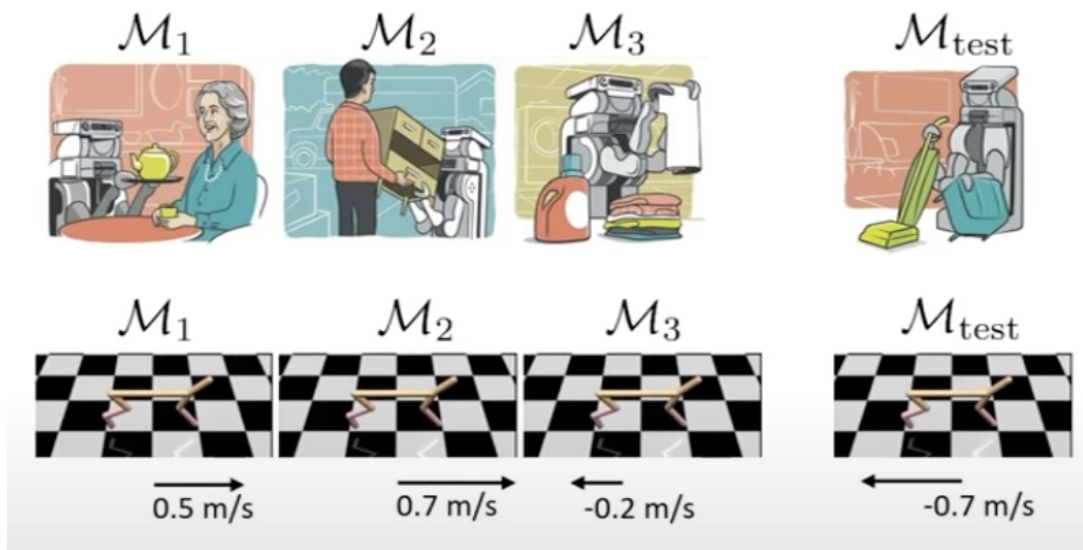 ℳ₁ ℳ₂ ℳ₃ ℳtest
ℳ₁ ℳ₂ ℳ₃ ℳtest
0.5 m/s 0.7 m/s -0.2 m/s -0.7 m/s